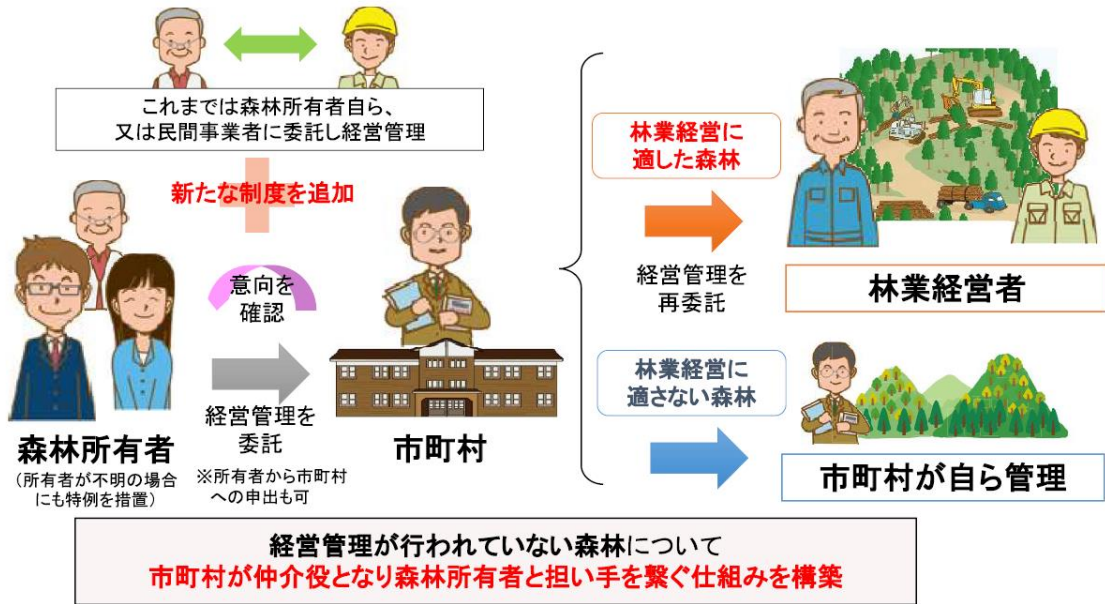 これまでは森林所有者自ら、
又は民間事業者に委託し経営管理
新たな制度を追加
意向を
確認
経営管理を
委託
※所有者から市町村
への申出も可
森林所有者
（所有者が不明の場合
にも特例を措置）
市町村
林業経営に
適した森林
経営管理を
再委託
林業経営者
林業経営に
適さない森林
市町村が自ら管理
経営管理が行われていない森林について
市町村が仲介役となり森林所有者と担い手を繋ぐ仕組みを構築